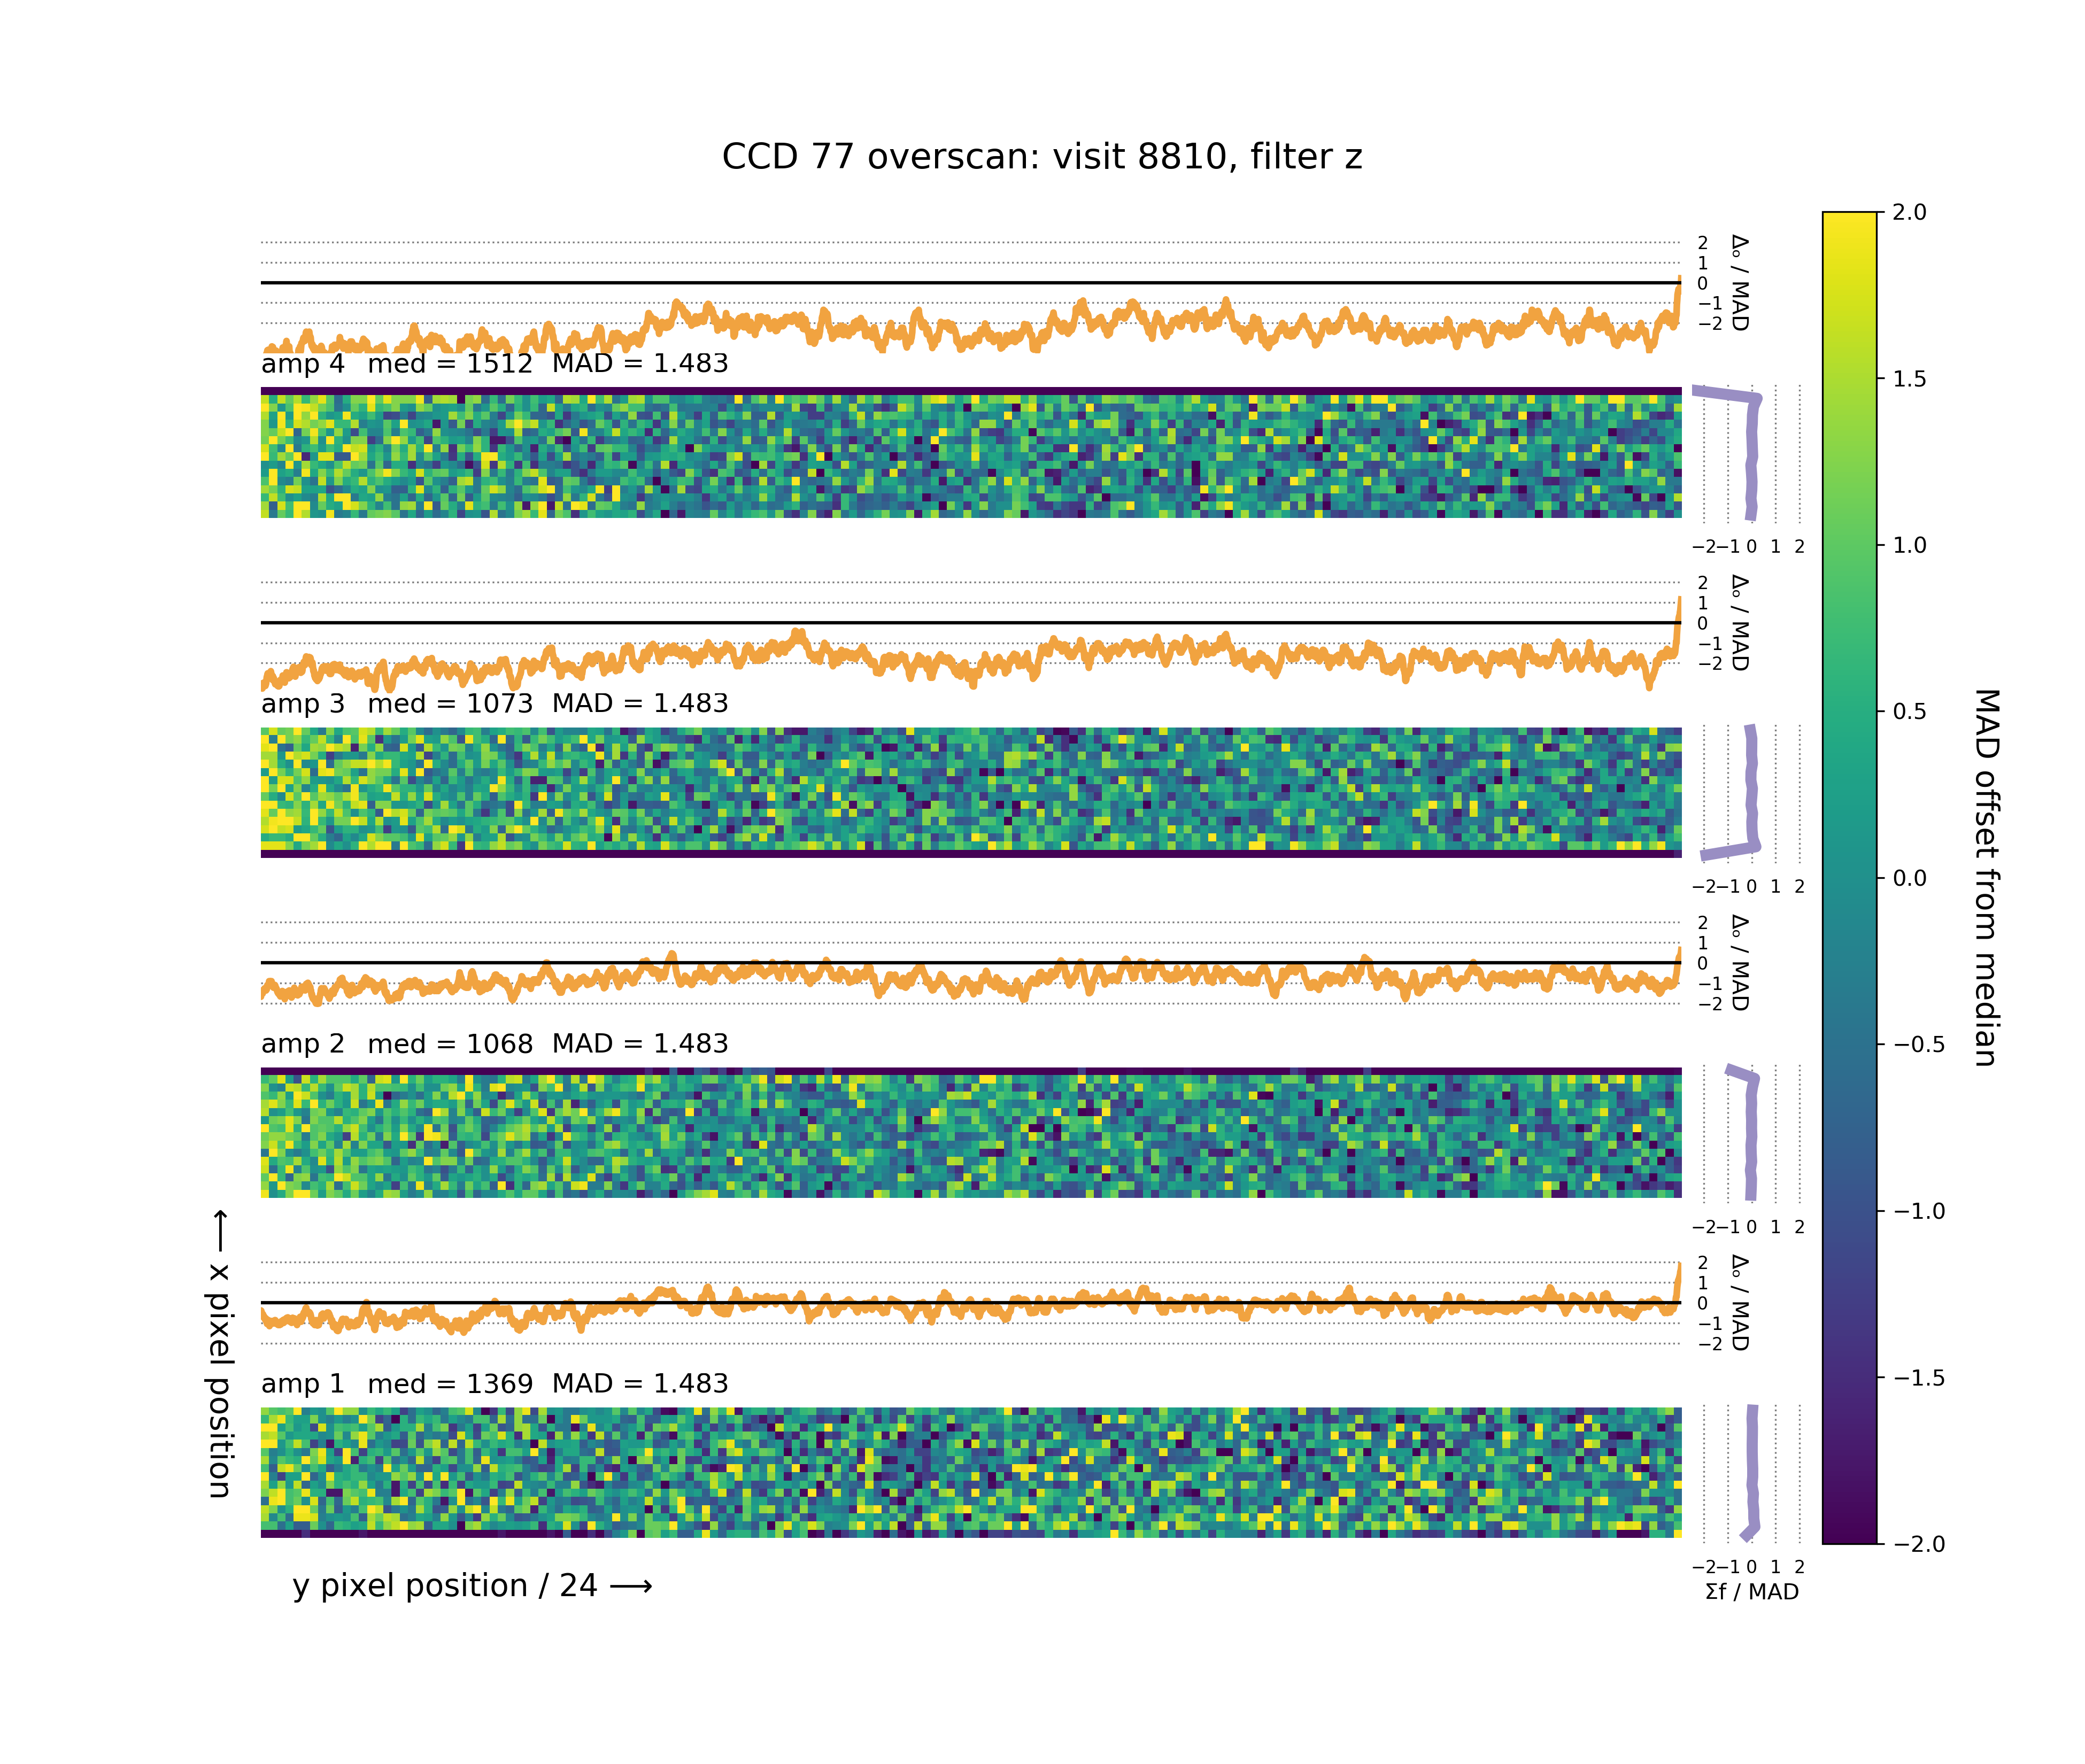 CCD 77 overscan: visit 8810, filter z
2
1
0
−1
−2
Δₒ / MAD
amp 4 med = 1512 MAD = 1.483
−2 −1 0 1 2
2
1
0
−1
−2
Δₒ / MAD
amp 3 med = 1073 MAD = 1.483
−2 −1 0 1 2
2
1
0
−1
−2
Δₒ / MAD
amp 2 med = 1068 MAD = 1.483
−2 −1 0 1 2
2
1
0
−1
−2
Δₒ / MAD
amp 1 med = 1369 MAD = 1.483
−2 −1 0 1 2
Σf / MAD
y pixel position / 24 ⟶
⟵ x pixel position
2.0
1.5
1.0
0.5
0.0
−0.5
−1.0
−1.5
−2.0
MAD offset from median